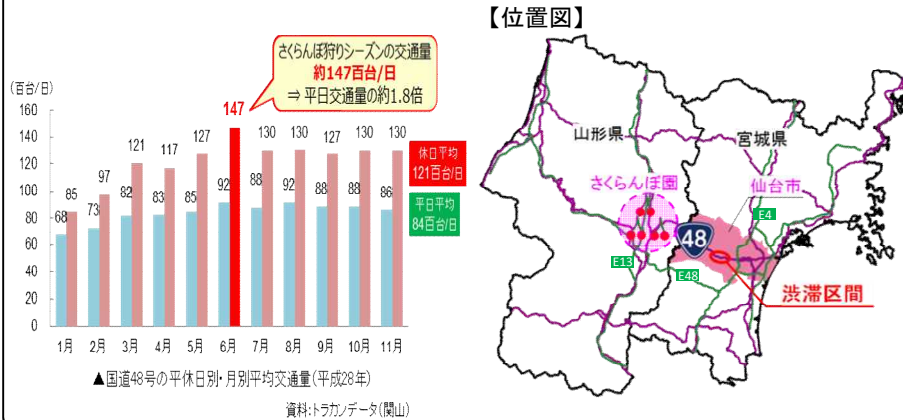 さくらんぼ狩りシーズンの交通量
約147百台/日
⇒ 平日交通量の約1.8倍
(百台/日)
160
140
120
100
80
60
40
20
0
68
85
73
97
82
121
83
117
85
127
92
147
88
130
92
130
88
127
88
130
86
130
1月
2月
3月
4月
5月
6月
7月
8月
9月
10月
11月
休日平均
121百台/日
平日平均
84百台/日
▲国道48号の平休日別・月別平均交通量(平成28年)
資料:トラカンデータ(関山)
【位置図】
山形県
宮城県
さくらんぼ園
仙台市
E4
48
E13
E48
渋滞区間